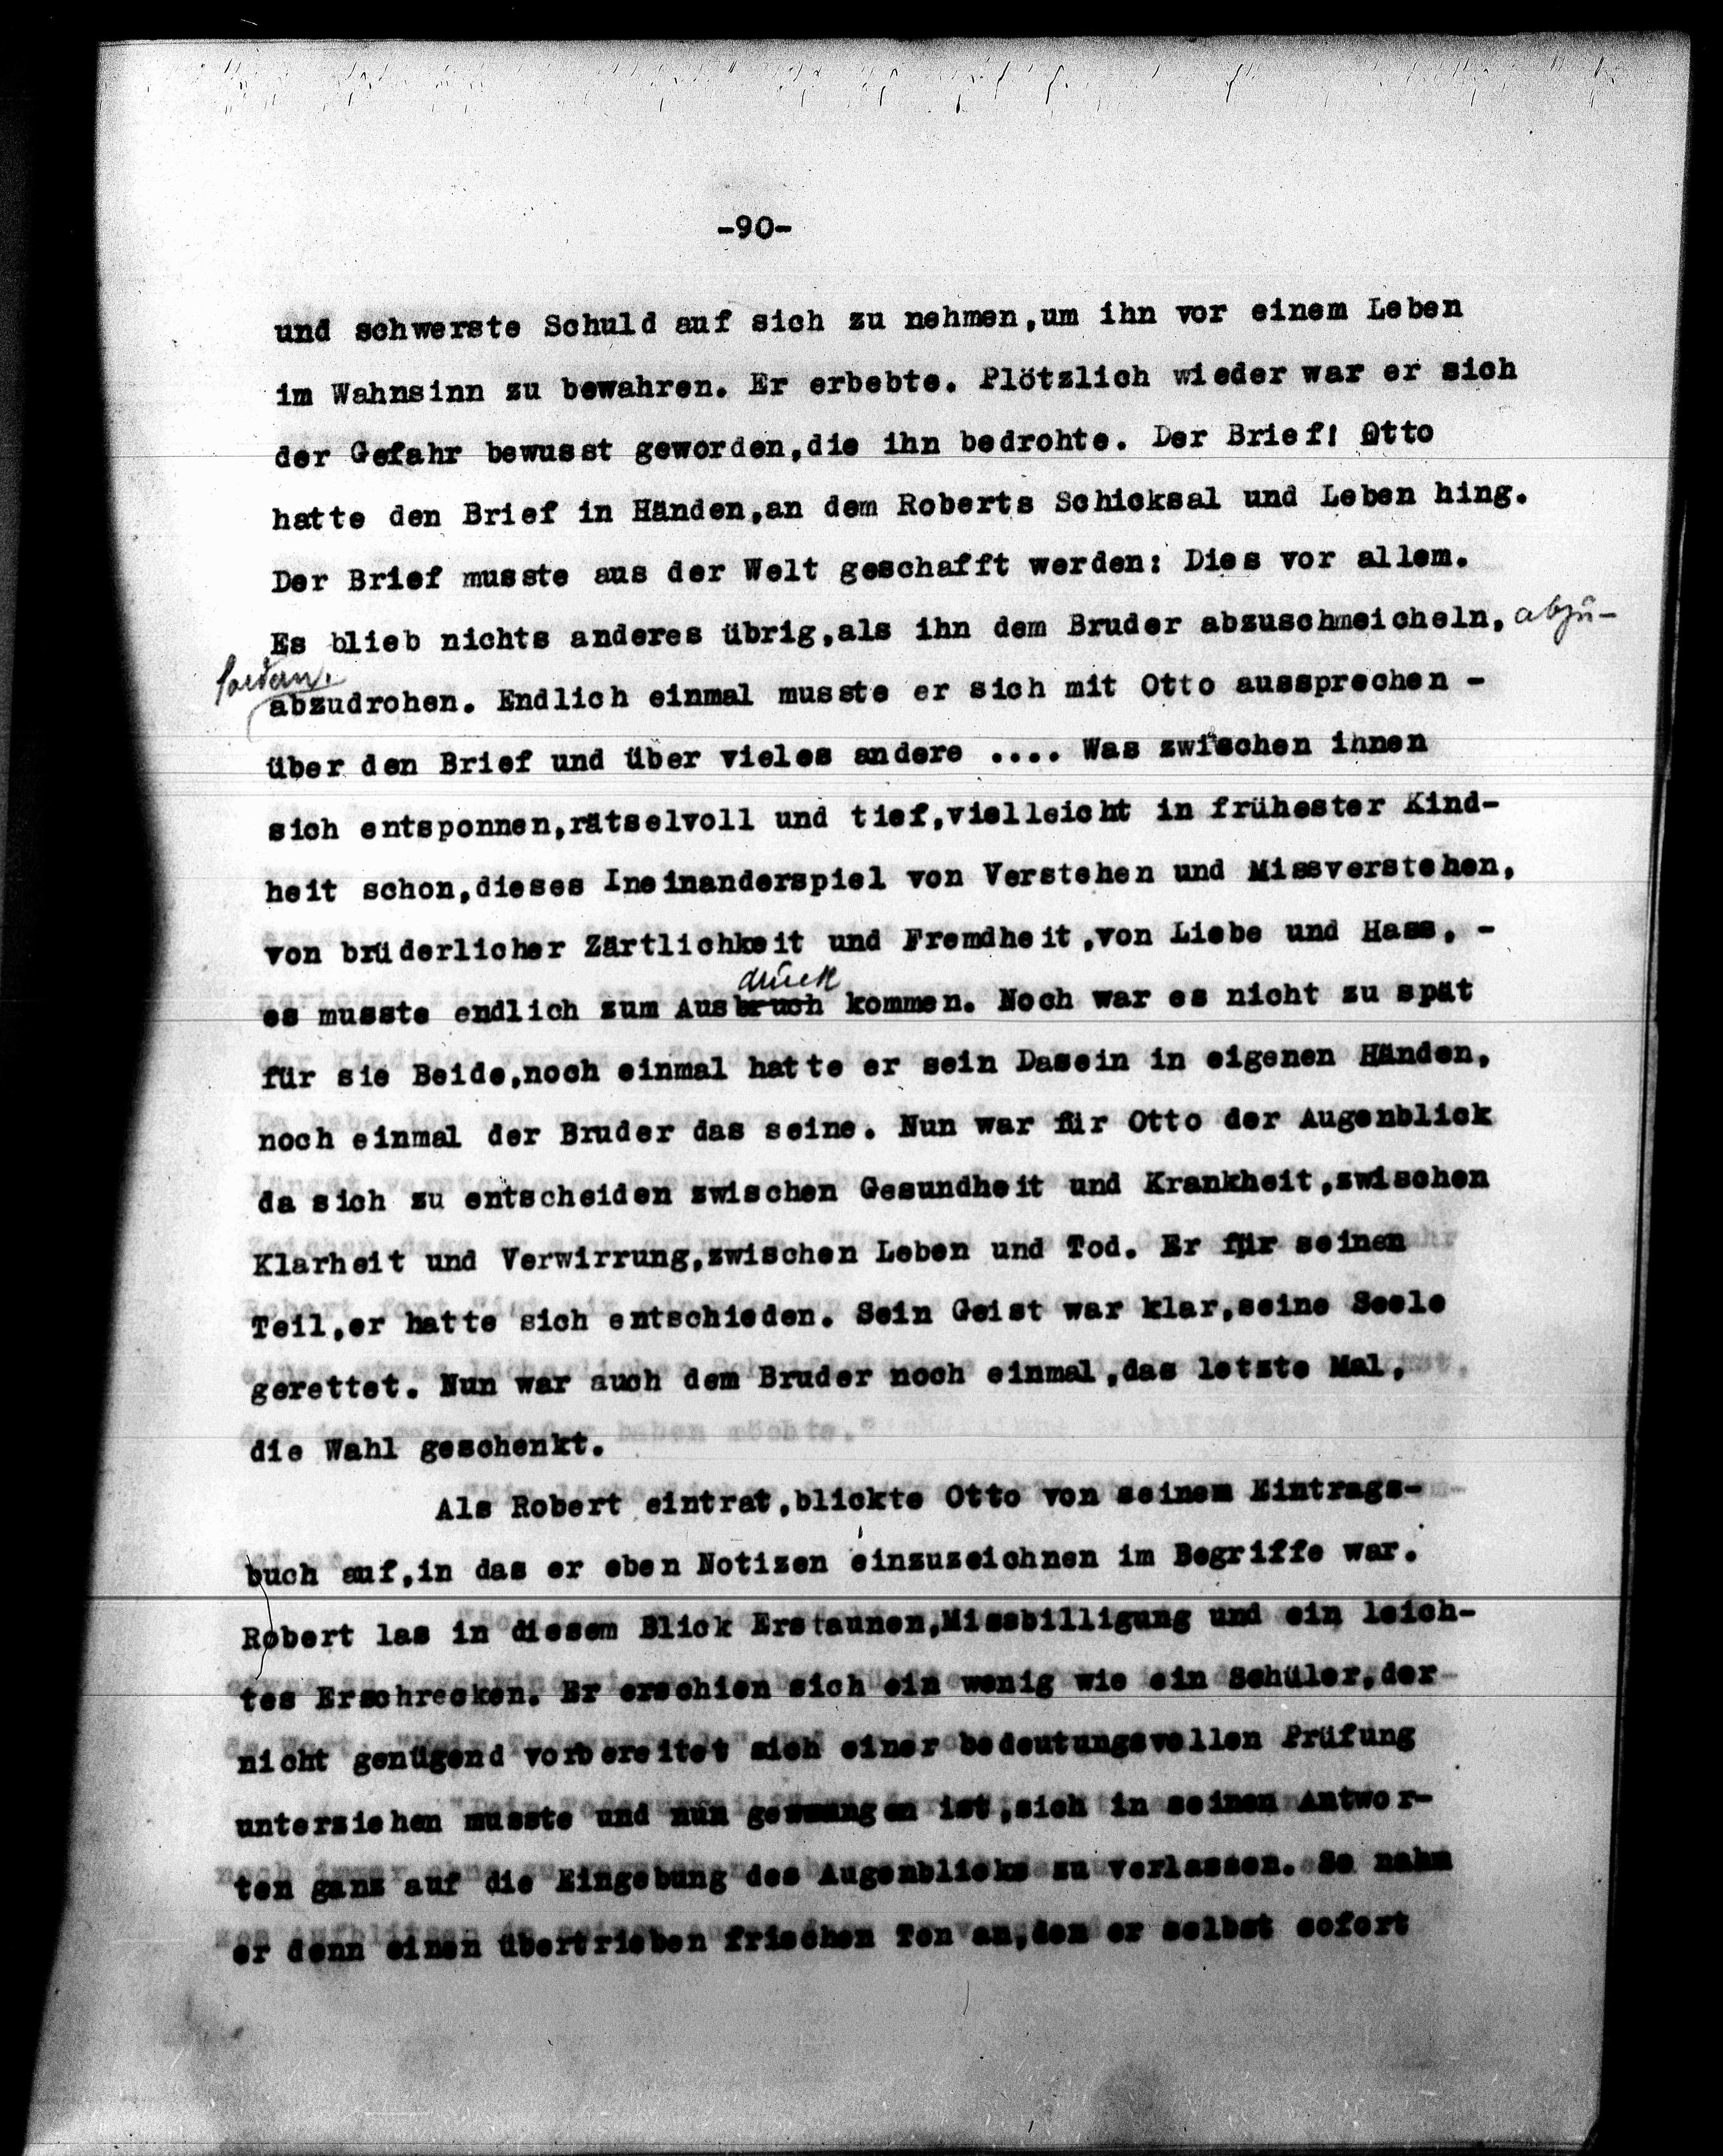 -90-
und schwerste Schuld auf sich zu nehmen,um ihn vor einem Leben
im Wahnsinn zu bewahren. Er erbebte. Plötzlich wieder war er sich
der Gefahr bewusst geworden,die ihn bedrohte. Der Brief! Otto
hatte den Brief in Händen,an dem Roberts Schicksal und Leben hing.
Der Brief musste aus der Welt geschafft werden: Dies vor allem.
Es blieb nichts anderes übrig,als ihn dem Bruder abzuschmeicheln, abzu-
fordern,
abzudrohen. Endlich einmal musste er sich mit Otto aussprechen -
über den Brief und über vieles andere .... Was zwischen ihnen
sich entsponnen,rätselvoll und tief,vielleicht in frühester Kind-
heit schon,dieses Ineinanderspiel von Verstehen und Missverstehen,
von brüderlicher Zärtlichkeit und Fremdheit,von Liebe und Hass, -
druck
es musste endlich zum Ausbruch kommen. Noch war es nicht zu spät
für sie Beide,noch einmal hatte er sein Dasein in eigenen Händen,
noch einmal der Bruder das seine. Nun war für Otto der Augenblick
da sich zu entscheiden zwischen Gesundheit und Krankheit,zwischen
Klarheit und Verwirrung,zwischen Leben und Tod. Er für seinen
Teil,er hatte sich entschieden. Sein Geist war klar,seine Seele
gerettet. Nun war auch dem Bruder noch einmal,das letzte Mal,
die Wahl geschenkt.
Als Robert eintrat,blickte Otto von seinem Eintrags-
buch auf,in das er eben Notizen einzuzeichnen im Begriffe war.
Robert las in diesem Blick Erstaunen,Missbilligung und ein leich-
tes Erschrecken. Er erschien sich ein wenig wie ein Schüler,der
nicht genügend vorbereitet sich einer bedeutungsvollen Prüfung
unterziehen musste und nun gezwungen ist,sich in seinen Antwor-
ten ganz auf die Eingebung des Augenblicks zu verlassen. So nahm
er denn einen übertrieben frischen Ton an,den er selbst sofort